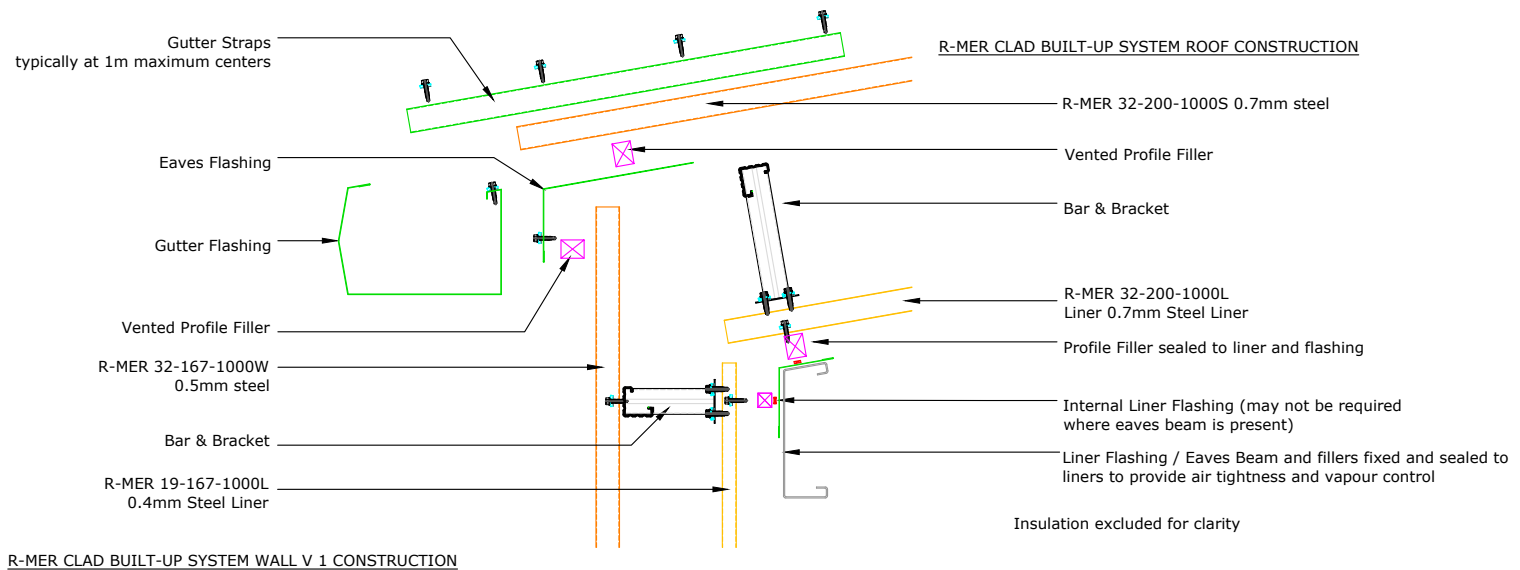 Gutter Straps
typically at 1m maximum centers
Eaves Flashing
Gutter Flashing
Vented Profile Filler
R-MER 32-167-1000W
0.5mm steel
Bar & Bracket
R-MER 19-167-1000L
0.4mm Steel Liner
R-MER CLAD BUILT-UP SYSTEM WALL V 1 CONSTRUCTION
R-MER CLAD BUILT-UP SYSTEM ROOF CONSTRUCTION
R-MER 32-200-1000S 0.7mm steel
Vented Profile Filler
Bar & Bracket
R-MER 32-200-1000L
Liner 0.7mm Steel Liner
Profile Filler sealed to liner and flashing
Internal Liner Flashing (may not be required
where eaves beam is present)
Liner Flashing / Eaves Beam and fillers fixed and sealed to
liners to provide air tightness and vapour control
Insulation excluded for clarity